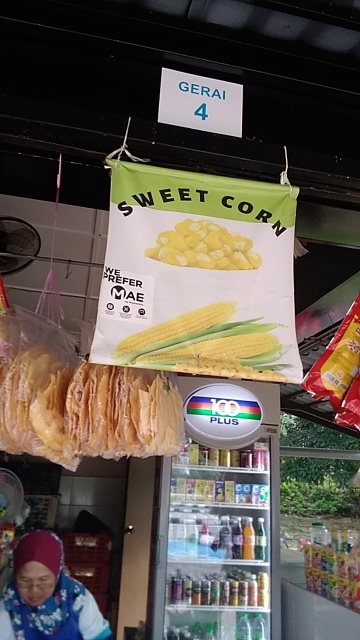 GERAI
4
SWEET CORN
WE
PREFER
MAE
100
PLUS